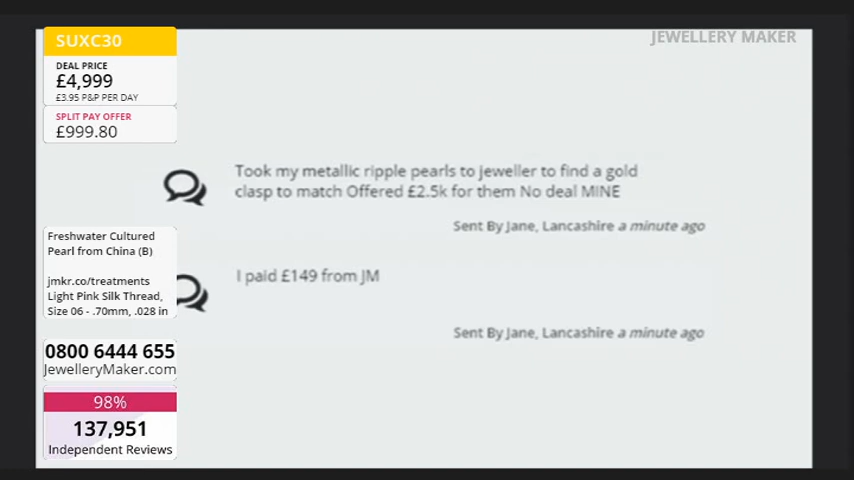 SUXC30
DEAL PRICE
£4,999
£3.95 P&P PER DAY
SPLIT PAY OFFER
£999.80
JEWELLERY MAKER
Took my metallic ripple pearls to jeweller to find a gold
clasp to match Offered £2.5k for them No deal MINE
Sent By Jane, Lancashire a minute ago
I paid £149 from JM
Sent By Jane, Lancashire a minute ago
Freshwater Cultured
Pearl from China (B)
jmkr.co/treatments
Light Pink Silk Thread,
Size 06 - .70mm, .028 in
0800 6444 655
JewelleryMaker.com
98%
137,951
Independent Reviews